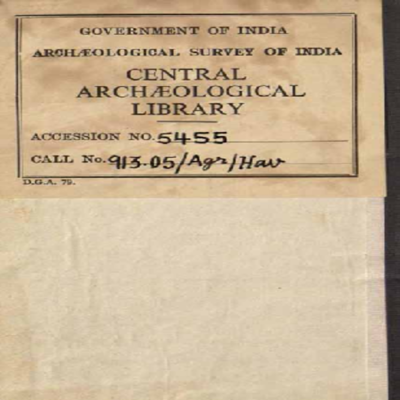 GOVERNMENT OF INDIA
ARCHÆOLOGICAL SURVEY OF INDIA
CENTRAL
ARCHÆOLOGICAL
LIBRARY
ACCESSION NO. 5455
CALL No. 913.05/Agr/Hav
D.G.A. 79.